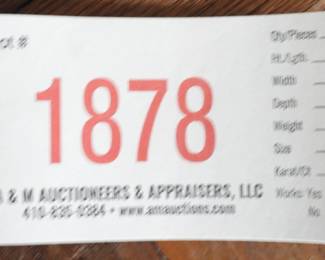 ot #
1878
& M AUCTIONEERS & APPRAISERS, LLC
410-835-0384 • www.amauctions.com
Qty/Pieces
Ht./Lgth.
Width
Depth
Weight
Size
Karat/Ct
Works: Yes
No